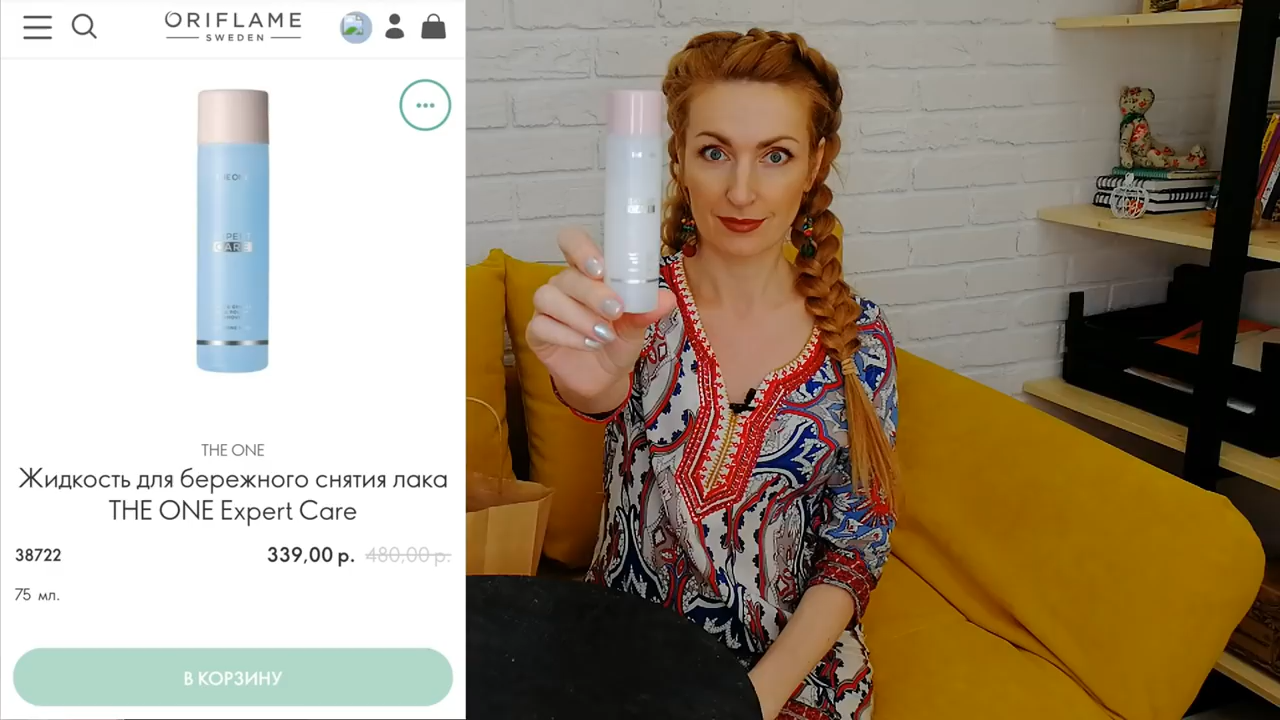 ORIFLAME
SWEDEN
CARE
THE ONE
Жидкость для бережного снятия лака
THE ONE Expert Care
38722
339,00 р. 480,00 р.
75 мл.
В КОРЗИНУ